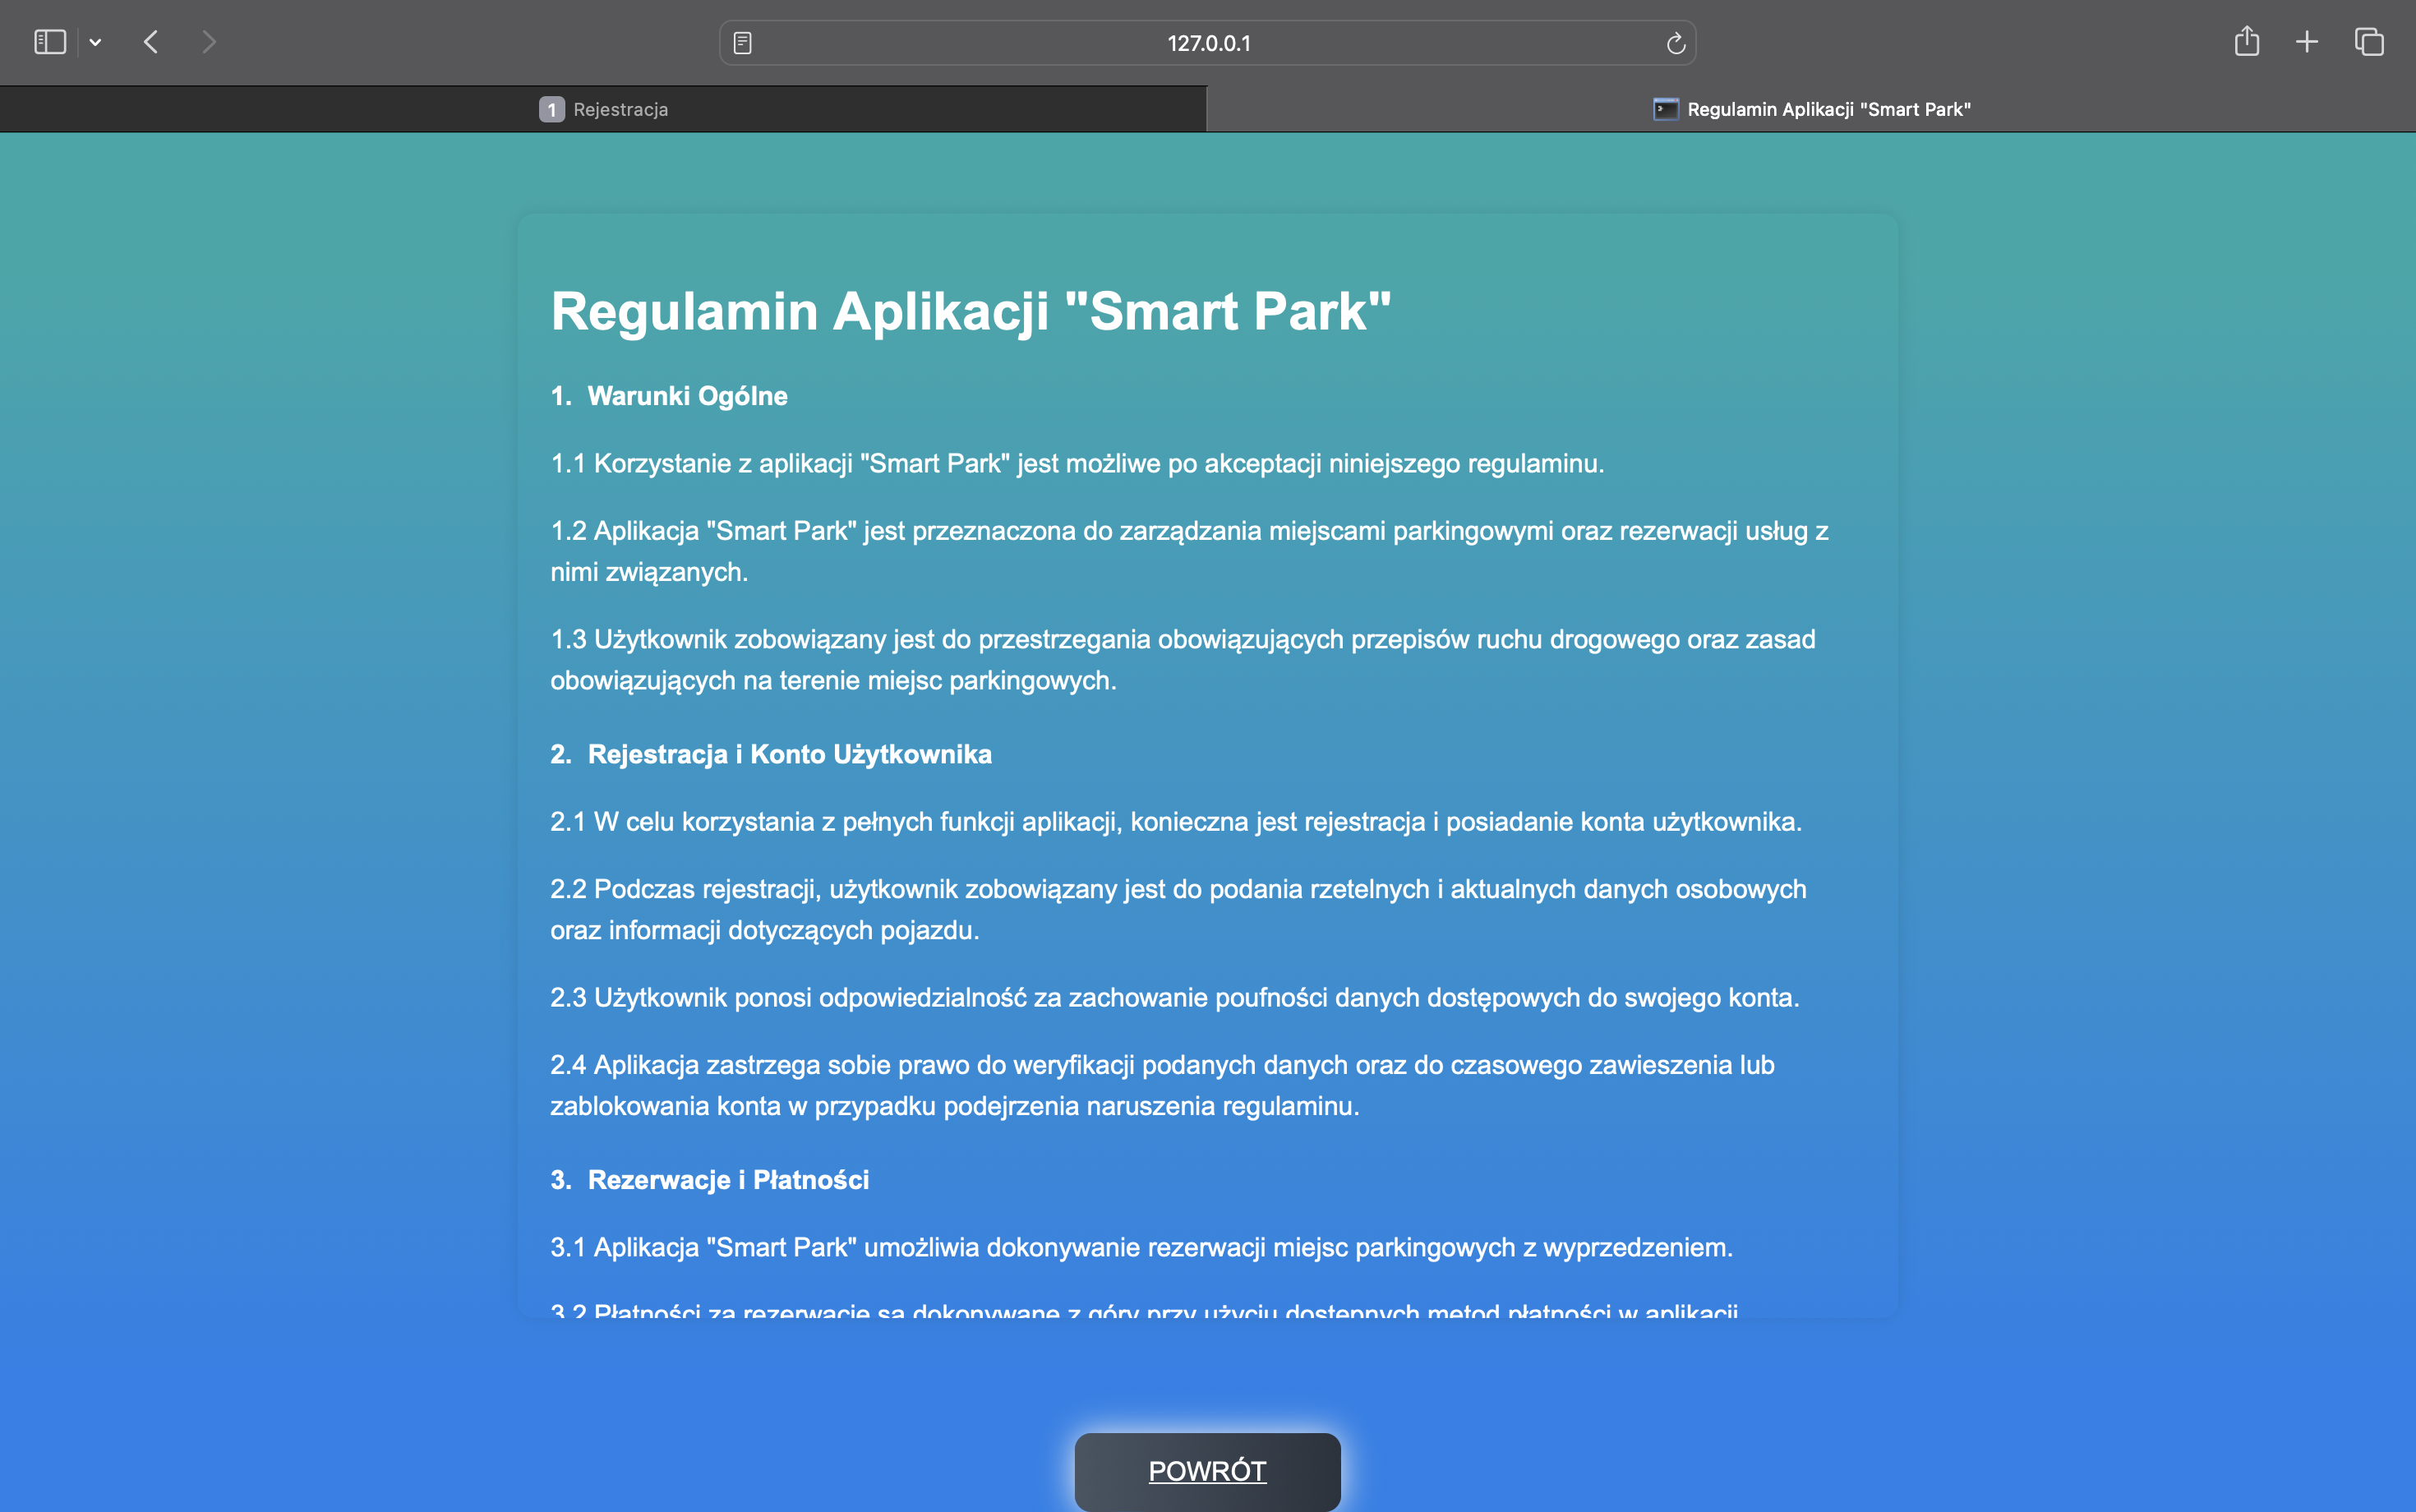 127.0.0.1
1 Rejestracja
Regulamin Aplikacji "Smart Park"
Regulamin Aplikacji "Smart Park"
1. Warunki Ogólne
1.1 Korzystanie z aplikacji "Smart Park" jest możliwe po akceptacji niniejszego regulaminu.
1.2 Aplikacja "Smart Park" jest przeznaczona do zarządzania miejscami parkingowymi oraz rezerwacji usług z
nimi związanych.
1.3 Użytkownik zobowiązany jest do przestrzegania obowiązujących przepisów ruchu drogowego oraz zasad
obowiązujących na terenie miejsc parkingowych.
2. Rejestracja i Konto Użytkownika
2.1 W celu korzystania z pełnych funkcji aplikacji, konieczna jest rejestracja i posiadanie konta użytkownika.
2.2 Podczas rejestracji, użytkownik zobowiązany jest do podania rzetelnych i aktualnych danych osobowych
oraz informacji dotyczących pojazdu.
2.3 Użytkownik ponosi odpowiedzialność za zachowanie poufności danych dostępowych do swojego konta.
2.4 Aplikacja zastrzega sobie prawo do weryfikacji podanych danych oraz do czasowego zawieszenia lub
zablokowania konta w przypadku podejrzenia naruszenia regulaminu.
3. Rezerwacje i Płatności
3.1 Aplikacja "Smart Park" umożliwia dokonywanie rezerwacji miejsc parkingowych z wyprzedzeniem.
3.2 Płatności za rezerwacje są dokonywane z góry przy użyciu dostępnych metod płatności w aplikacji
POWRÓT